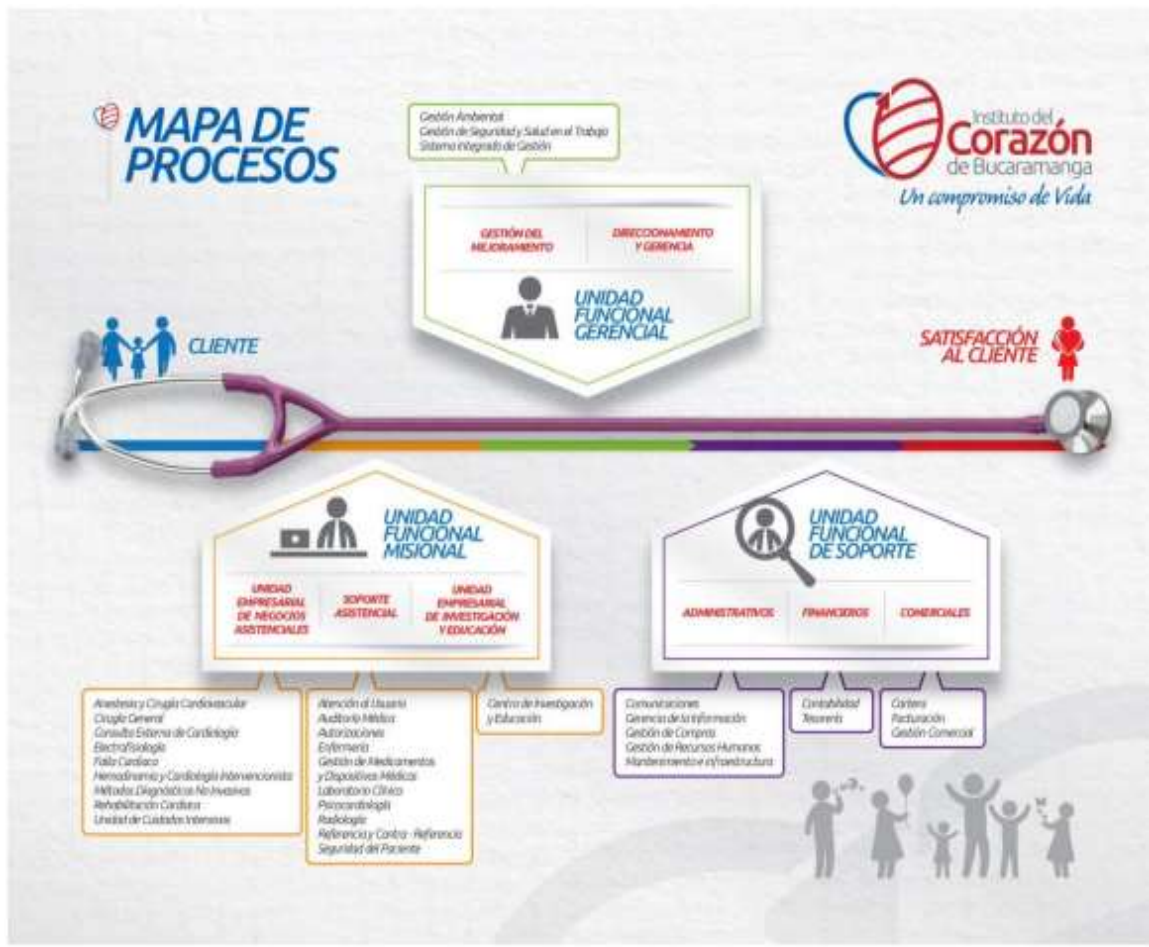 MAPA DE
PROCESOS
Gestión Ambiental
Gestión de Seguridad y Salud en el Trabajo
Sistema Integrado de Gestión
Instituto del
Corazón
de Bucaramanga
Un compromiso de Vida
GESTIÓN DEL
MEJORAMIENTO
DIRECCIONAMIENTO
Y GERENCIA
UNIDAD
FUNCIONAL
GERENCIAL
CLIENTE
SATISFACCIÓN
AL CLIENTE
UNIDAD
FUNCIONAL
MISIONAL
UNIDAD
EMPRESARIAL
DE NEGOCIOS
ASISTENCIALES
SOPORTE
ASISTENCIAL
UNIDAD
EMPRESARIAL
DE INVESTIGACIÓN
Y EDUCACIÓN
Anestesia y Cirugía Cardiovascular
Cirugía General
Consulta Externa de Cardiología
Electrofisiología
Falla Cardiaca
Hemodinamia y Cardiología Intervencionista
Métodos Diagnósticos No Invasivos
Rehabilitación Cardiaca
Unidad de Cuidados Intensivos
Atención al Usuario
Auditoría Médica
Autorizaciones
Enfermería
Gestión de Medicamentos
y Dispositivos Médicos
Laboratorio Clínico
Psicocardiología
Radiología
Referencia y Contra - Referencia
Seguridad del Paciente
Centro de Investigación
y Educación
UNIDAD
FUNCIONAL
DE SOPORTE
ADMINISTRATIVOS
FINANCIEROS
COMERCIALES
Comunicaciones
Gerencia de la Información
Gestión de Compras
Gestión de Recursos Humanos
Mantenimiento e infraestructura
Contabilidad
Tesorería
Cartera
Facturación
Gestión Comercial